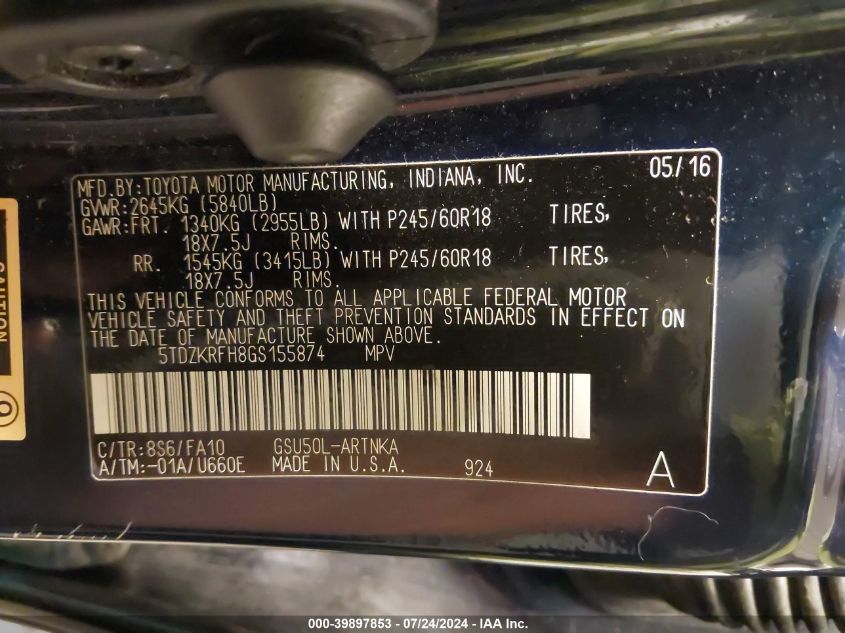 MFD.BY:TOYOTA MOTOR MANUFACTURING, INDIANA, INC. 05/16
GVWR:2645KG (5840LB)
GAWR:FRT. 1340KG (2955LB) WITH P245/60R18 TIRES,
18X7.5J RIMS.
RR. 1545KG (3415LB) WITH P245/60R18 TIRES,
18X7.5J RIMS.
THIS VEHICLE CONFORMS TO ALL APPLICABLE FEDERAL MOTOR
VEHICLE SAFETY AND THEFT PREVENTION STANDARDS IN EFFECT ON
THE DATE OF MANUFACTURE SHOWN ABOVE.
5TDZKRFH8GS155874 MPV
C/TR:8S6/FA10 GSU50L-ARTNKA
A/TM:-01A/U660E MADE IN U.S.A. 924 A
CAUTION
000-39897853 - 07/24/2024 - IAA Inc.